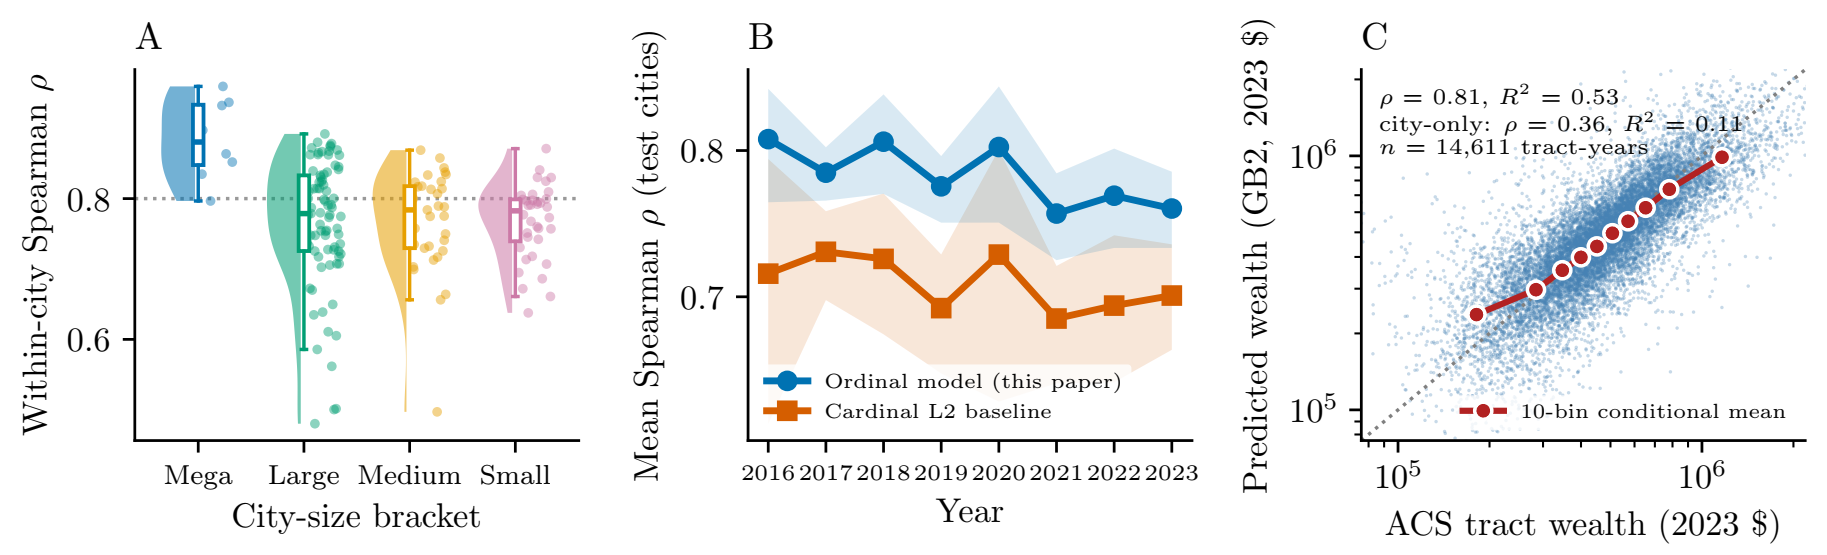 A
Within-city Spearman ρ
0.8
0.6
Mega Large Medium Small
City-size bracket
B
Mean Spearman ρ (test cities)
0.8
0.7
Ordinal model (this paper)
Cardinal L2 baseline
2016 2017 2018 2019 2020 2021 2022 2023
Year
C
Predicted wealth (GB2, 2023 $)
ρ = 0.81, R² = 0.53
city-only: ρ = 0.36, R² = 0.11
n = 14,611 tract-years
10⁶
10⁵
10-bin conditional mean
10⁵ 10⁶
ACS tract wealth (2023 $)